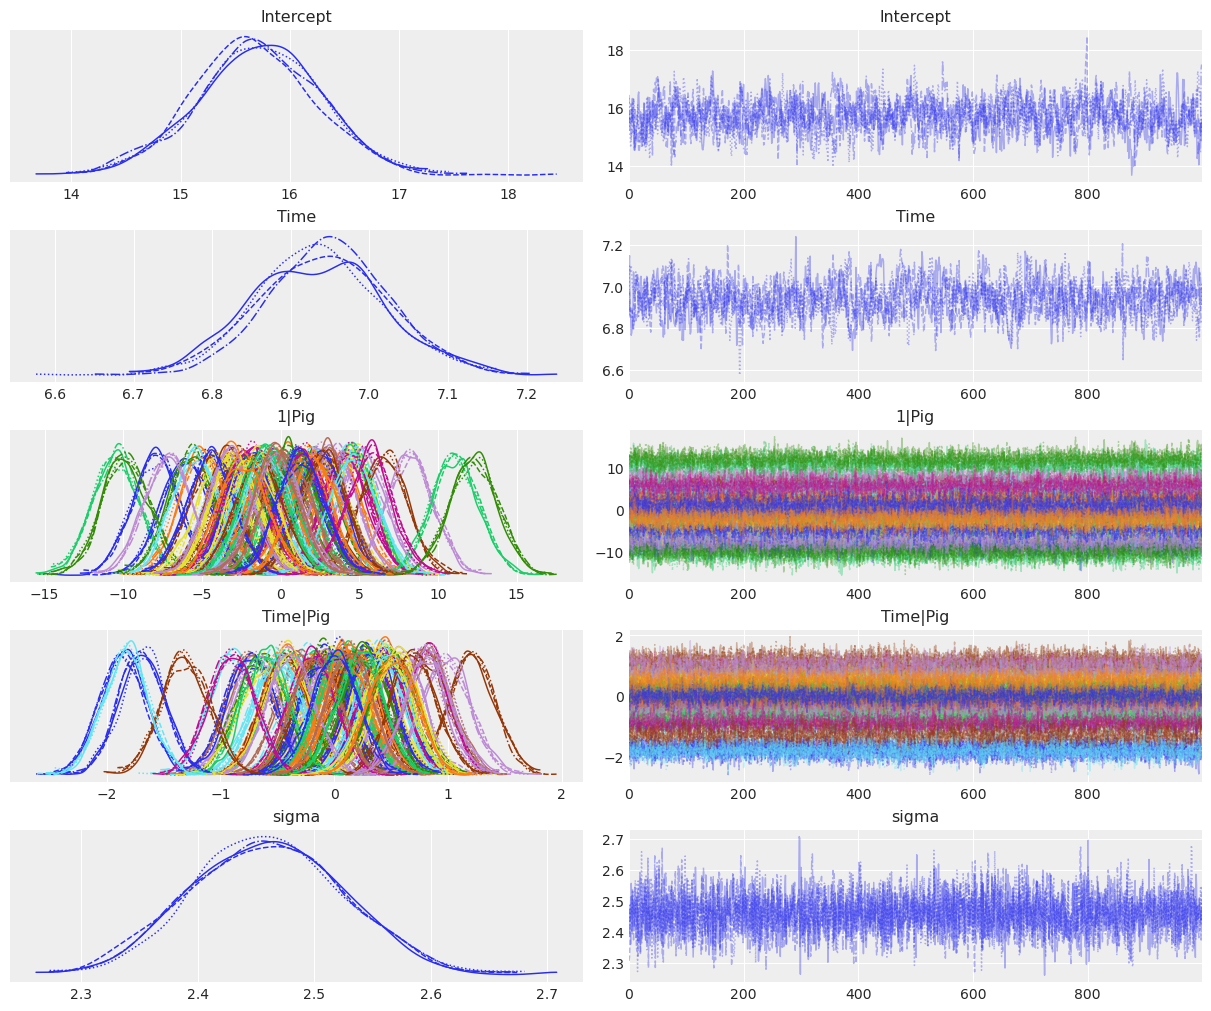 Intercept
Intercept
18
16
14
14 15 16 17 18
0 200 400 600 800
Time
Time
7.2
7.0
6.8
6.6
6.6 6.7 6.8 6.9 7.0 7.1 7.2
0 200 400 600 800
1|Pig
1|Pig
10
0
−10
−15 −10 −5 0 5 10 15
0 200 400 600 800
Time|Pig
Time|Pig
2
0
−2
−2 −1 0 1 2
0 200 400 600 800
sigma
sigma
2.7
2.6
2.5
2.4
2.3
2.3 2.4 2.5 2.6 2.7
0 200 400 600 800